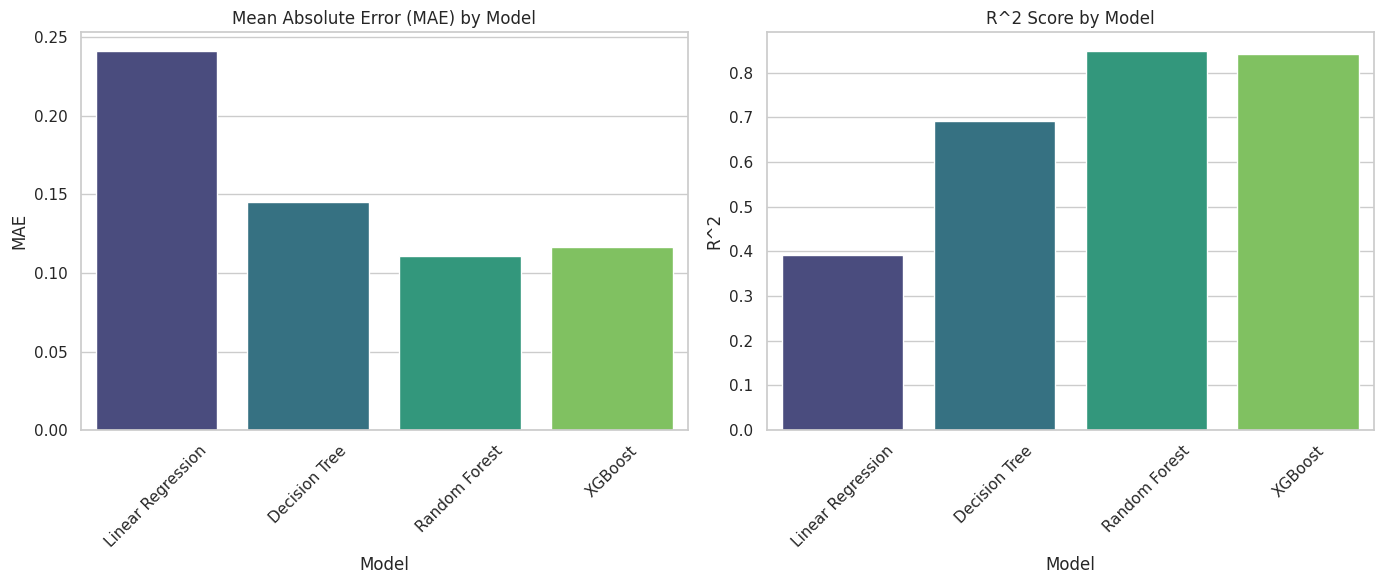 Mean Absolute Error (MAE) by Model
0.25
0.20
0.15
0.10
0.05
0.00
MAE
Linear Regression
Decision Tree
Random Forest
XGBoost
Model
R^2 Score by Model
0.8
0.7
0.6
0.5
0.4
0.3
0.2
0.1
0.0
R^2
Linear Regression
Decision Tree
Random Forest
XGBoost
Model